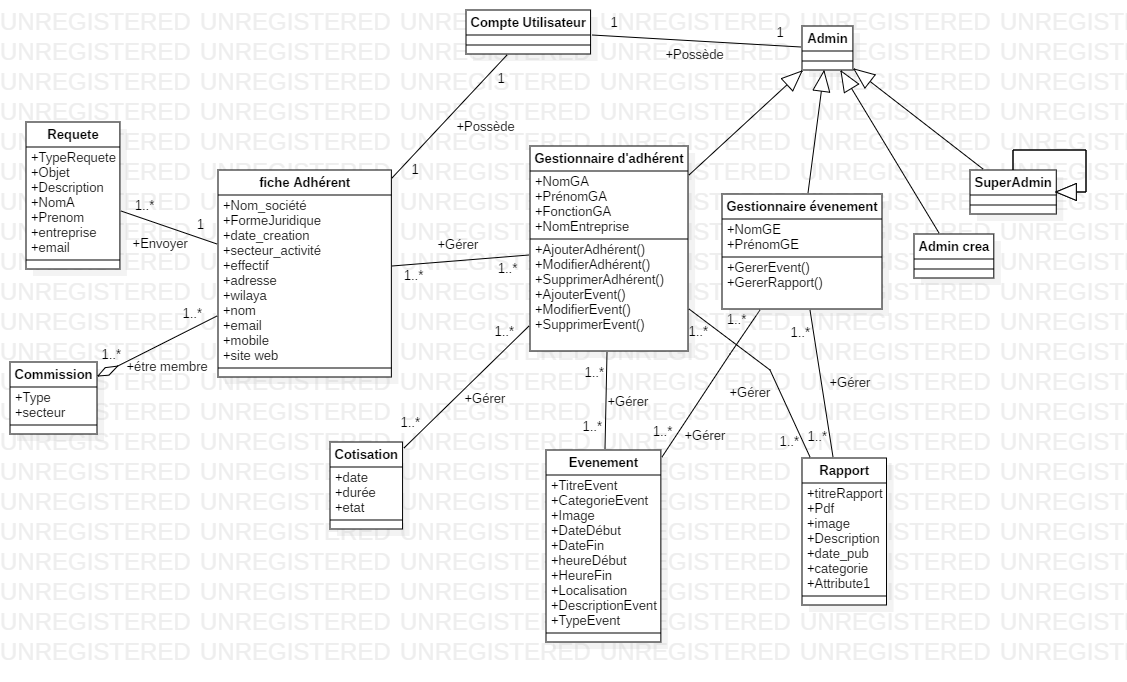 Compte Utilisateur
1
+Possède
1
Admin
1
+Possède
1
Requete
+TypeRequete
+Objet
+Description
+NomA
+Prenom
+entreprise
+email
1..*
1
+Envoyer
fiche Adhérent
+Nom_société
+FormeJuridique
+date_creation
+secteur_activité
+effectif
+adresse
+wilaya
+nom
+email
+mobile
+site web
+Gérer
1..*
1..*
Gestionnaire d'adhérent
+NomGA
+PrénomGA
+FonctionGA
+NomEntreprise
+AjouterAdhérent()
+ModifierAdhérent()
+SupprimerAdhérent()
+AjouterEvent()
+ModifierEvent()
+SupprimerEvent()
Gestionnaire évenement
+NomGE
+PrénomGE
+GererEvent()
+GererRapport()
SuperAdmin
Admin crea
1..*
1..*
+étre membre
Commission
+Type
+secteur
1..*
+Gérer
1..*
Cotisation
+date
+durée
+etat
1..*
+Gérer
1..*
1..*
+Gérer
1..*
1..*
+Gérer
1..*
1..*
+Gérer
1..*
Evenement
+TitreEvent
+CategorieEvent
+Image
+DateDébut
+DateFin
+heureDébut
+HeureFin
+Localisation
+DescriptionEvent
+TypeEvent
Rapport
+titreRapport
+Pdf
+image
+Description
+date_pub
+categorie
+Attribute1
UNREGISTERED UNREGISTERED UNREGISTERED UNREGISTERED UNREGISTERED